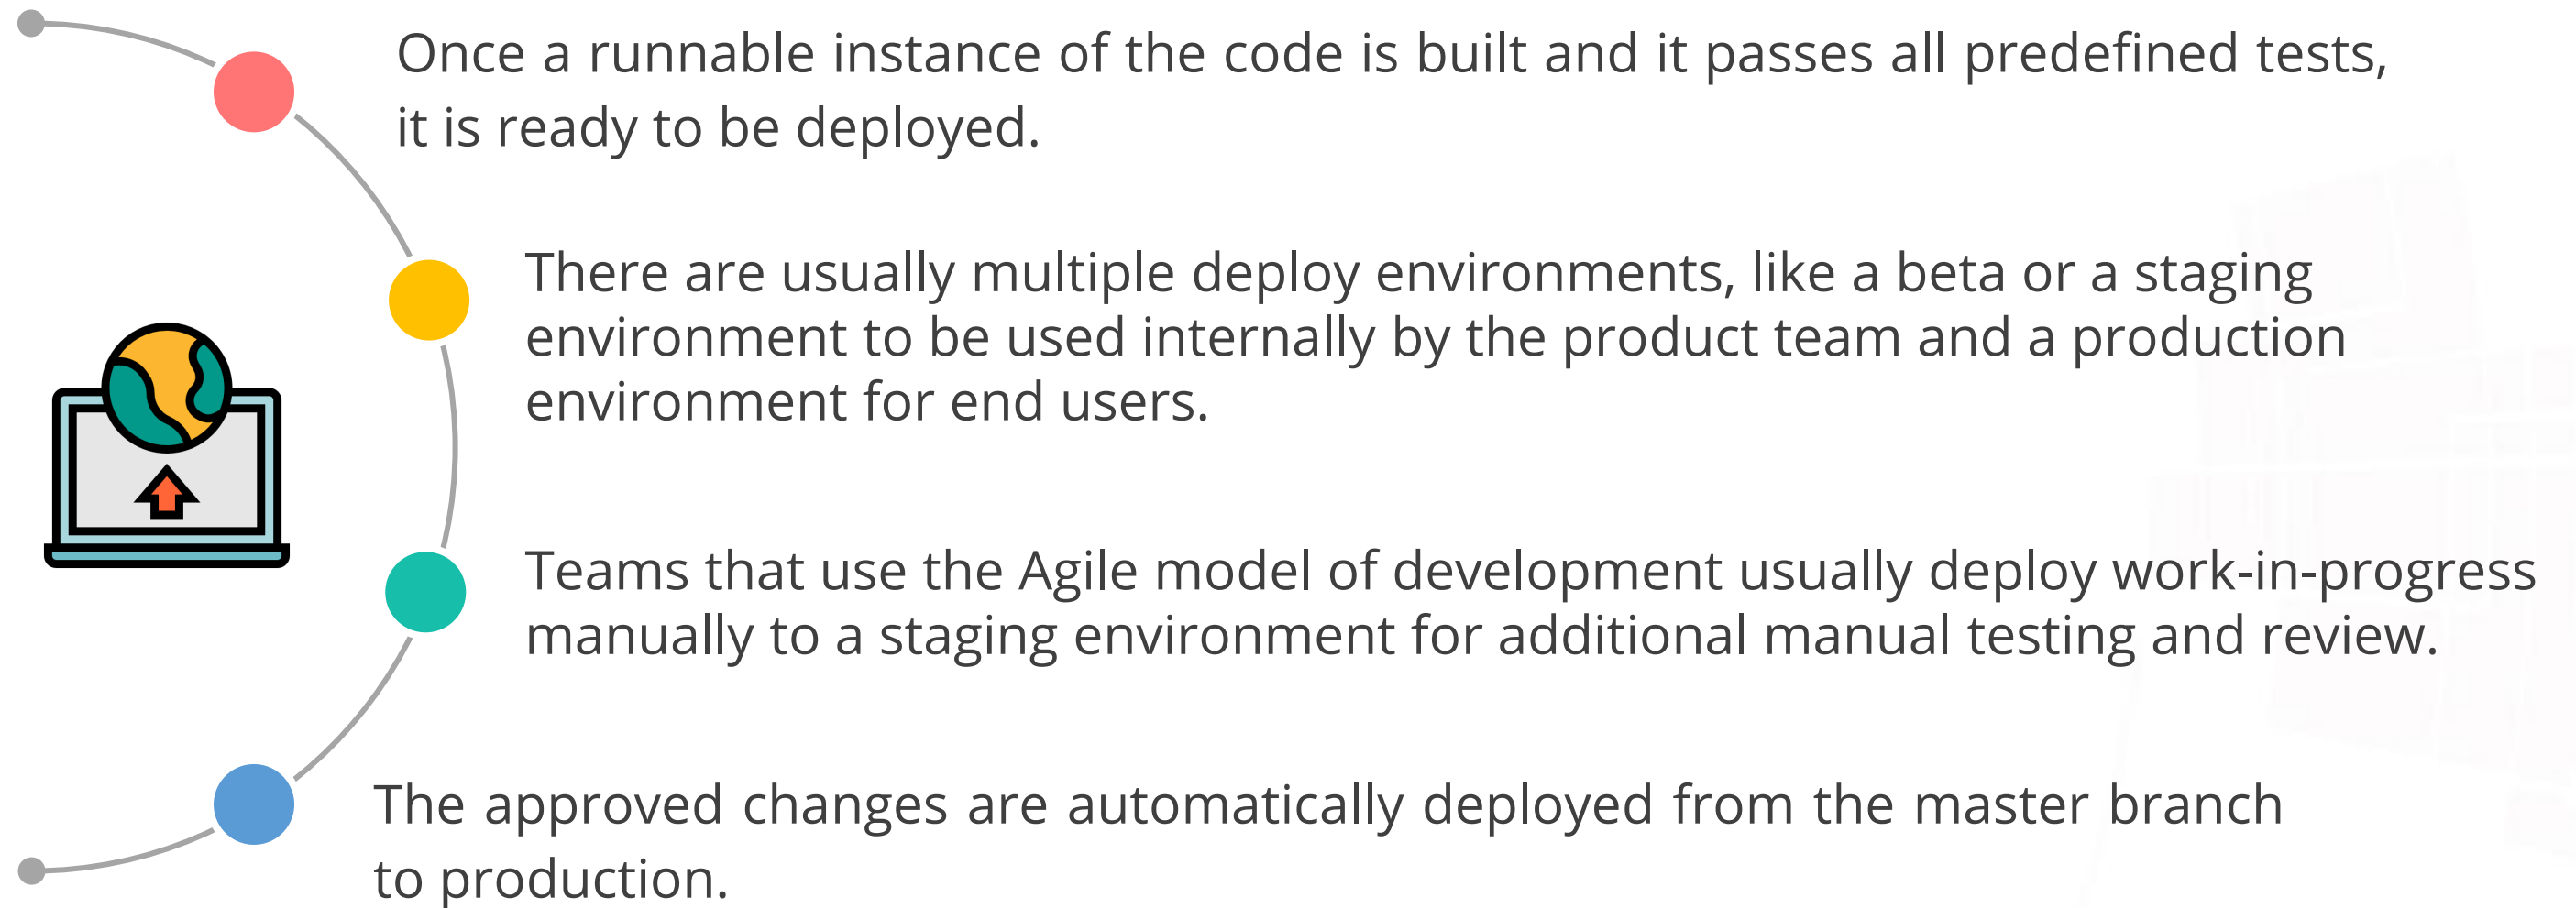 Once a runnable instance of the code is built and it passes all predefined tests,
it is ready to be deployed.
There are usually multiple deploy environments, like a beta or a staging
environment to be used internally by the product team and a production
environment for end users.
Teams that use the Agile model of development usually deploy work-in-progress
manually to a staging environment for additional manual testing and review.
The approved changes are automatically deployed from the master branch
to production.